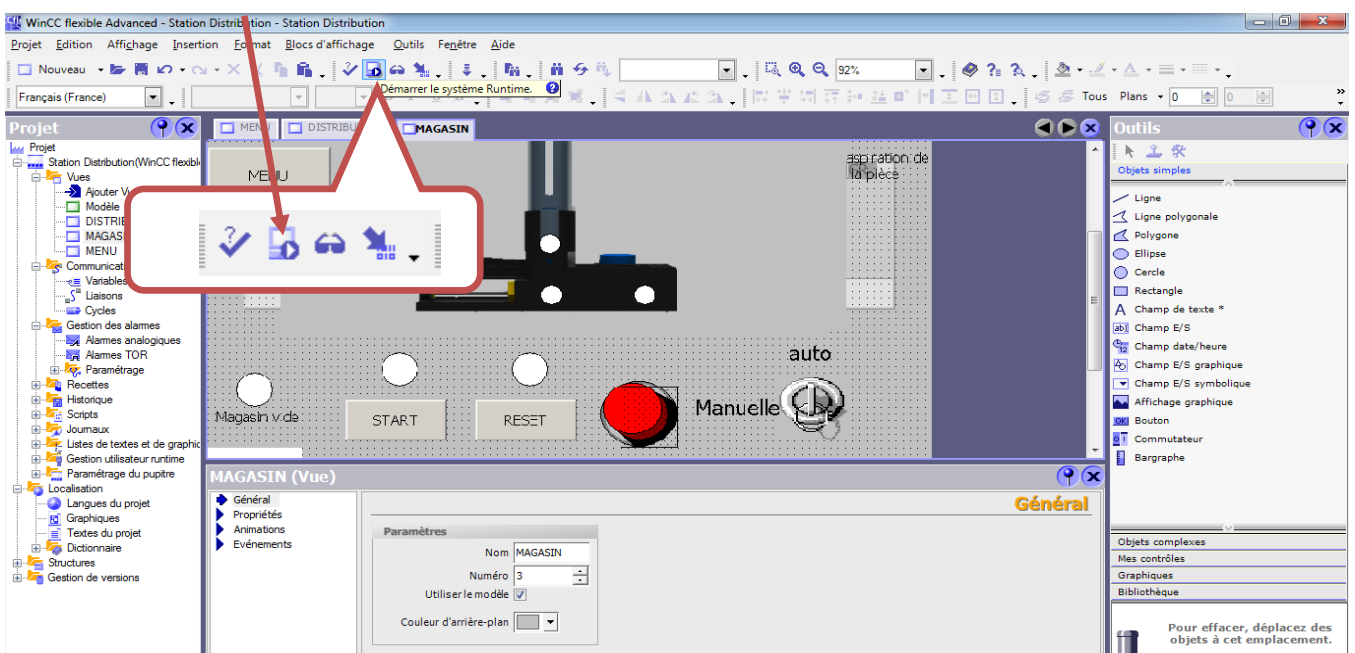 WinCC flexible Advanced - Station Distribution - Station Distribution
Projet Edition Affichage Insertion Format Blocs d'affichage Outils Fenêtre Aide
Nouveau 92%
Démarrer le système Runtime.
Français (France) Tous Plans 0 0
Projet
Projet
Station Distribution(WinCC flexibl
Vues
Ajouter V
Modèle
DISTRIB
MAGAS
MENU
Communicat
Variables
Liaisons
Cycles
Gestion des alarmes
Alarmes analogiques
Alarmes TOR
Paramétrage
Recettes
Historique
Scripts
Journaux
Listes de textes et de graphic
Gestion utilisateur runtime
Paramétrage du pupitre
Localisation
Langues du projet
Graphiques
Textes du projet
Dictionnaire
Structures
Gestion de versions
MENU DISTRIBU MAGASIN
MENU
aspiration de
la pièce
auto
Manuelle
Magasin vide
START
RESET
MAGASIN (Vue)
Général
Propriétés
Animations
Evénements
Général
Paramètres
Nom MAGASIN
Numéro 3
Utiliser le modèle
Couleur d'arrière-plan
Outils
Objets simples
Ligne
Ligne polygonale
Polygone
Ellipse
Cercle
Rectangle
Champ de texte *
Champ E/S
Champ date/heure
Champ E/S graphique
Champ E/S symbolique
Affichage graphique
Bouton
Commutateur
Bargraphe
Objets complexes
Mes contrôles
Graphiques
Bibliothèque
Pour effacer, déplacez des
objets à cet emplacement.